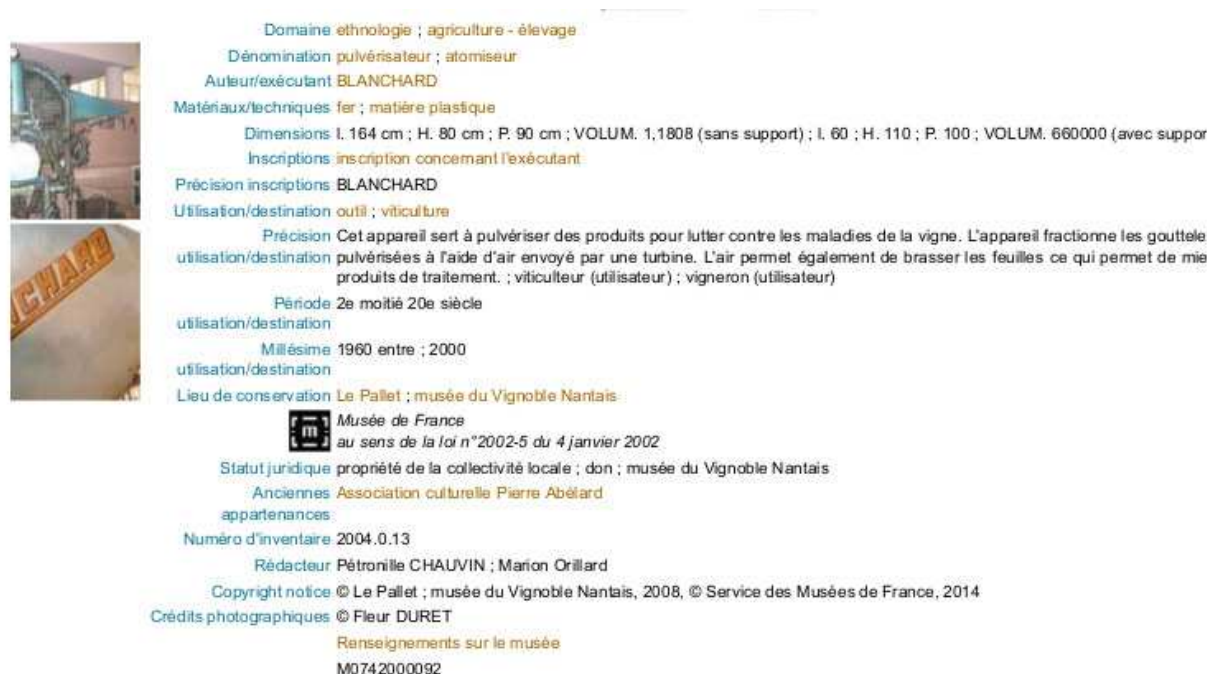 Domaine ethnologie ; agriculture - élevage
Dénomination pulvérisateur ; atomiseur
Auteur/exécutant BLANCHARD
Matériaux/techniques fer ; matière plastique
Dimensions l. 164 cm ; H. 80 cm ; P. 90 cm ; VOLUM. 1,1808 (sans support) ; l. 60 ; H. 110 ; P. 100 ; VOLUM. 660000 (avec suppor
Inscriptions inscription concernant l'exécutant
Précision inscriptions BLANCHARD
Utilisation/destination outil ; viticulture
Précision Cet appareil sert à pulvériser des produits pour lutter contre les maladies de la vigne. L'appareil fractionne les gouttele
utilisation/destination pulvérisées à l'aide d'air envoyé par une turbine. L'air permet également de brasser les feuilles ce qui permet de mie
produits de traitement. ; viticulteur (utilisateur) ; vigneron (utilisateur)
Période 2e moitié 20e siècle
utilisation/destination
Millésime 1960 entre ; 2000
utilisation/destination
Lieu de conservation Le Pallet ; musée du Vignoble Nantais
m Musée de France
au sens de la loi n°2002-5 du 4 janvier 2002
Statut juridique propriété de la collectivité locale ; don ; musée du Vignoble Nantais
Anciennes Association culturelle Pierre Abélard
appartenances
Numéro d'inventaire 2004.0.13
Rédacteur Pétronille CHAUVIN ; Marion Orillard
Copyright notice © Le Pallet ; musée du Vignoble Nantais, 2008, © Service des Musées de France, 2014
Crédits photographiques © Fleur DURET
Renseignements sur le musée
M0742000092
NCHARD